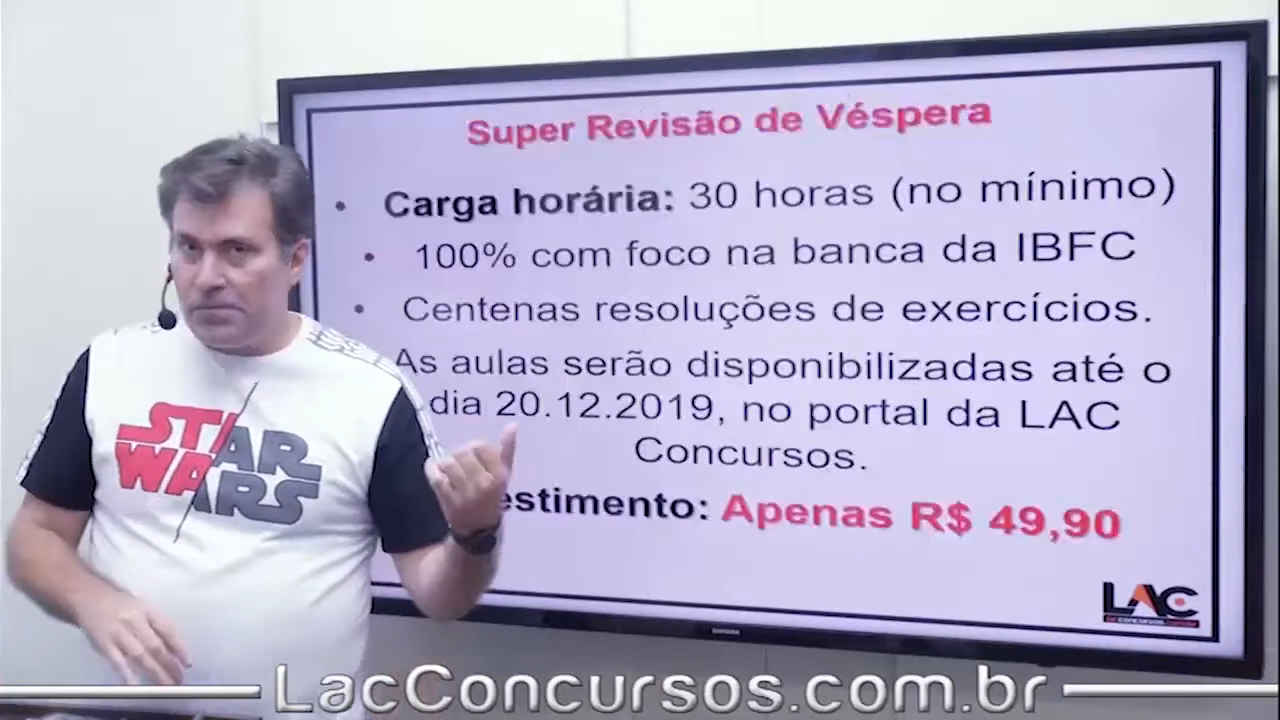 Super Revisão de Véspera
• Carga horária: 30 horas (no mínimo)
• 100% com foco na banca da IBFC
• Centenas resoluções de exercícios.
As aulas serão disponibilizadas até o
dia 20.12.2019, no portal da LAC
Concursos.
estimento: Apenas R$ 49,90
STAR
WARS
LAC
SAMSUNG
LacConcursos.com.br